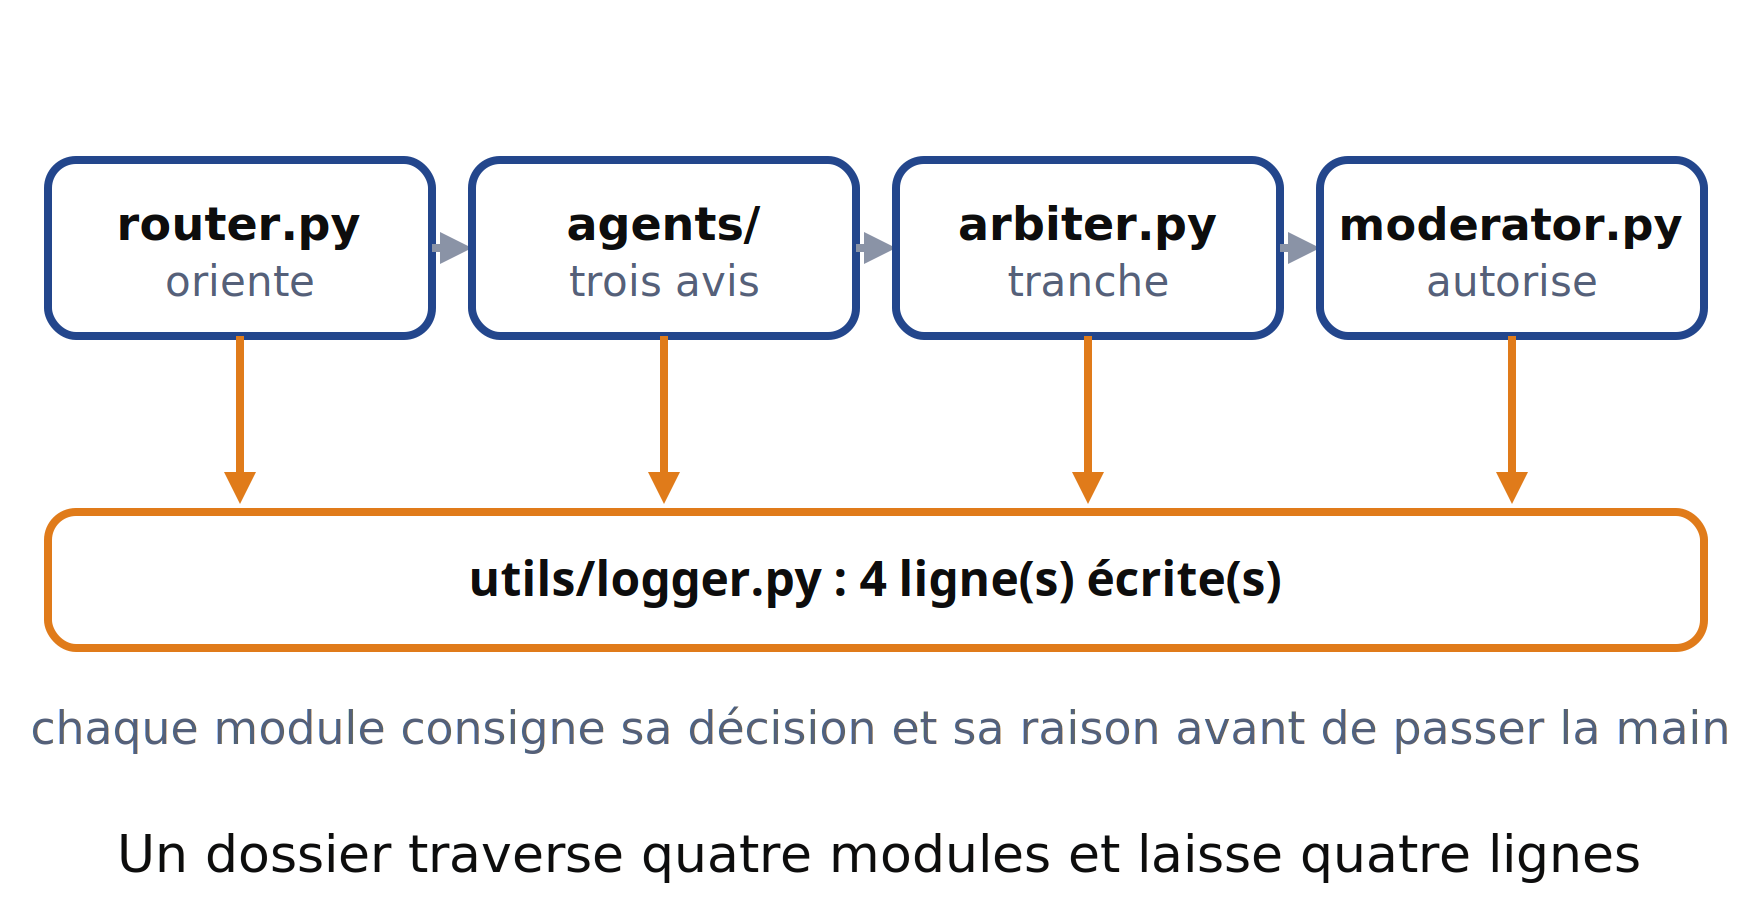 router.py
oriente
agents/
trois avis
arbiter.py
tranche
moderator.py
autorise
utils/logger.py : 4 ligne(s) écrite(s)
chaque module consigne sa décision et sa raison avant de passer la main
Un dossier traverse quatre modules et laisse quatre lignes